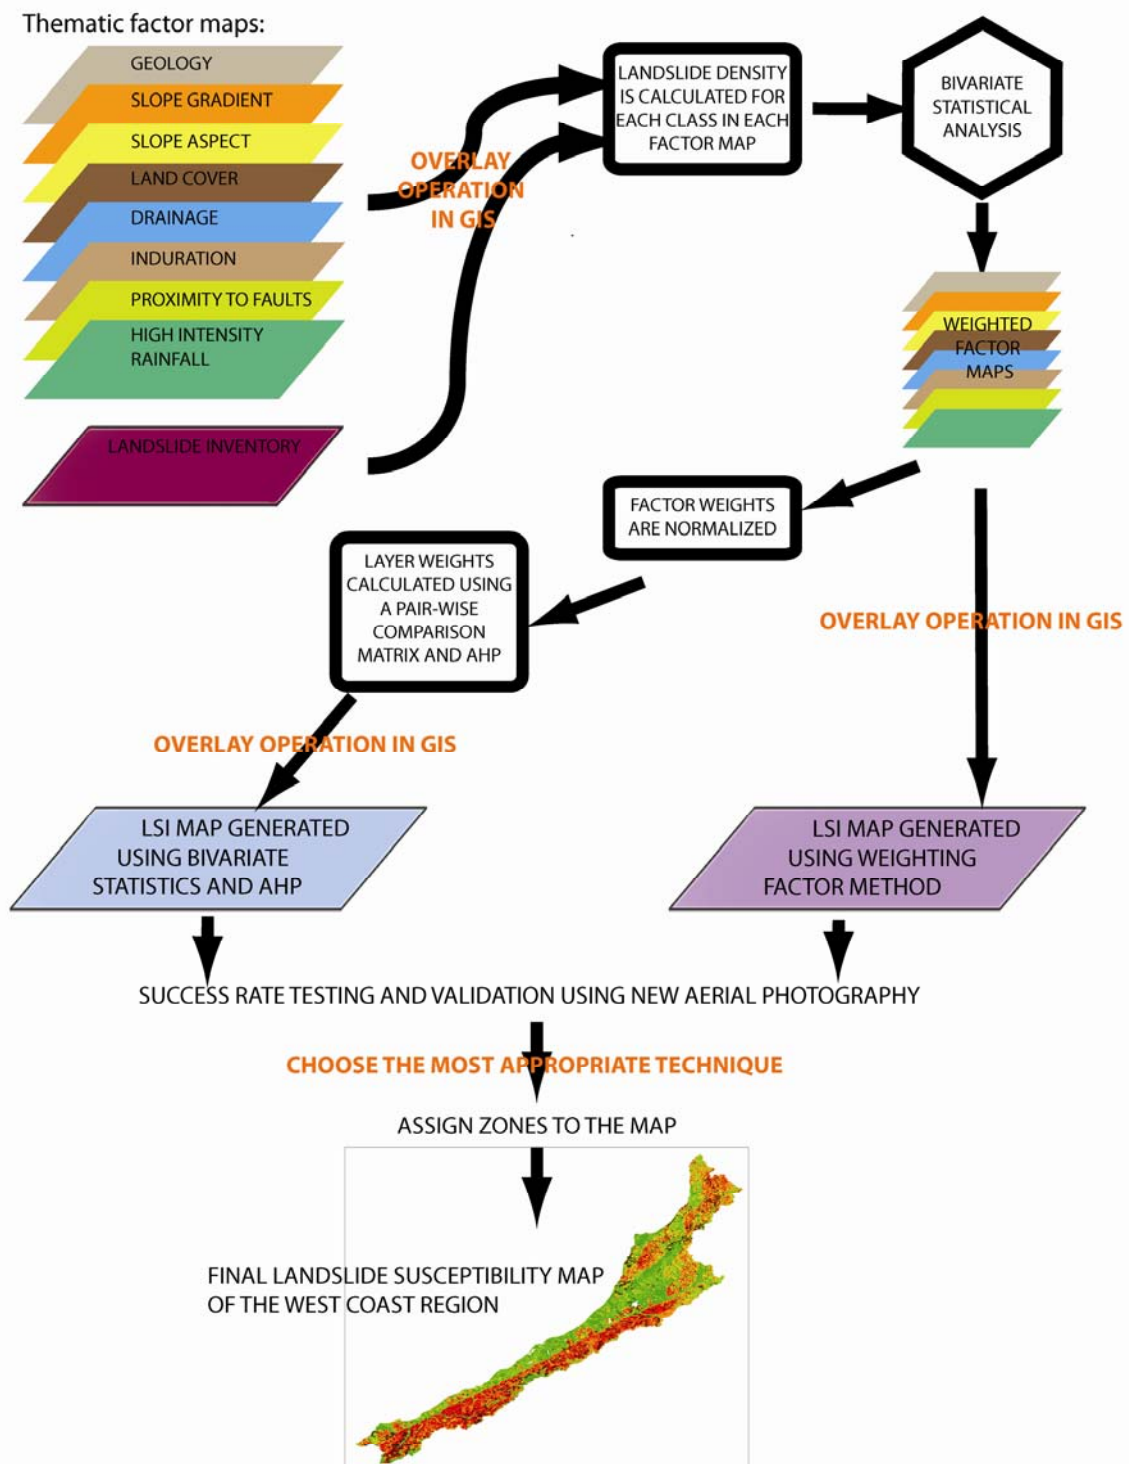 Thematic factor maps:
GEOLOGY
SLOPE GRADIENT
SLOPE ASPECT
LAND COVER
DRAINAGE
INDURATION
PROXIMITY TO FAULTS
HIGH INTENSITY
RAINFALL
LANDSLIDE INVENTORY
OVERLAY
OPERATION
IN GIS
LANDSLIDE DENSITY
IS CALCULATED FOR
EACH CLASS IN EACH
FACTOR MAP
BIVARIATE
STATISTICAL
ANALYSIS
WEIGHTED
FACTOR
MAPS
FACTOR WEIGHTS
ARE NORMALIZED
LAYER WEIGHTS
CALCULATED USING
A PAIR-WISE
COMPARISON
MATRIX AND AHP
OVERLAY OPERATION IN GIS
OVERLAY OPERATION IN GIS
LSI MAP GENERATED
USING BIVARIATE
STATISTICS AND AHP
LSI MAP GENERATED
USING WEIGHTING
FACTOR METHOD
SUCCESS RATE TESTING AND VALIDATION USING NEW AERIAL PHOTOGRAPHY
CHOOSE THE MOST APPROPRIATE TECHNIQUE
ASSIGN ZONES TO THE MAP
FINAL LANDSLIDE SUSCEPTIBILITY MAP
OF THE WEST COAST REGION